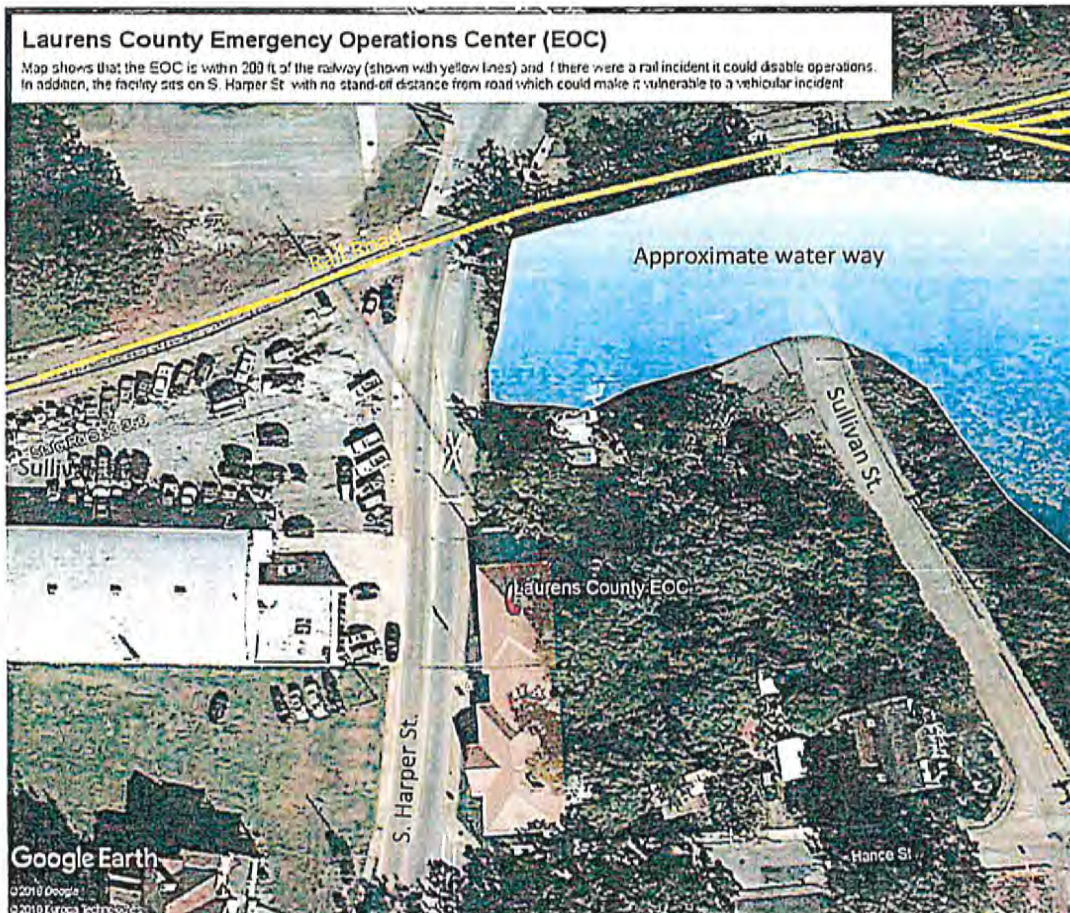 Laurens County Emergency Operations Center (EOC)
Map shows that the EOC is within 200 ft of the railway (shown with yellow lines) and if there were a rail incident it could disable operations.
In addition, the facility sits on S. Harper St with no stand-off distance from road which could make it vulnerable to a vehicular incident
Rail Road
Approximate water way
Sullivan St.
Laurens County EOC
S. Harper St.
Hance St
Google Earth
©2018 Google